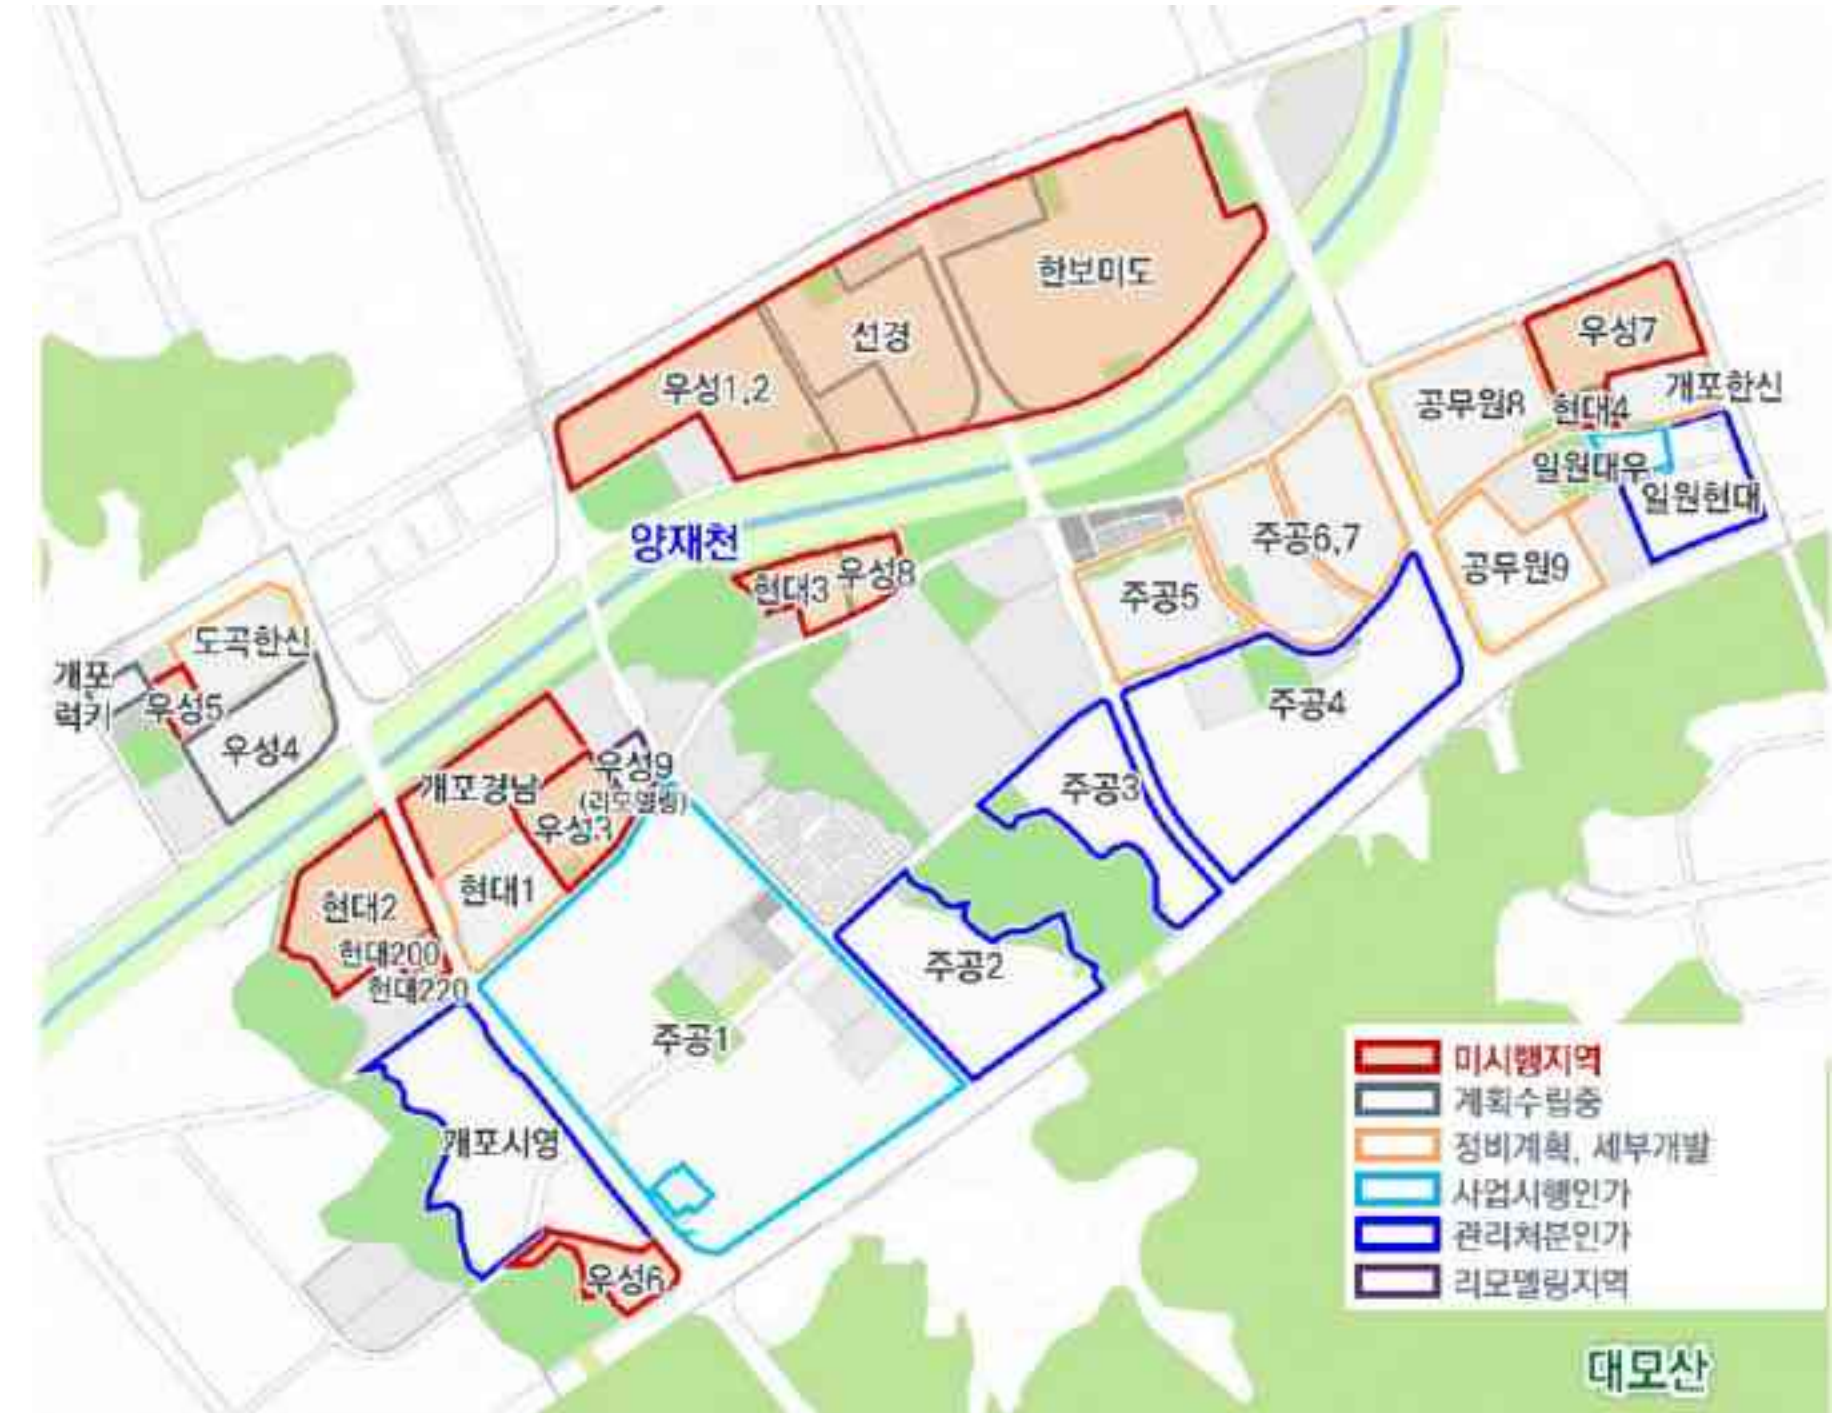 한보미도
선경
우성7
우성1,2
개포한신
공무원8
현대4
일원대우
일원현대
양재천
주공6,7
공무원9
현대3
우성8
주공5
도곡한신
개포
럭키
우성5
우성4
주공4
우성9
(리모델링)
개포경남
주공3
우성3
현대1
현대2
현대200
현대220
주공2
주공1
개포시영
우성6
미시행지역
계획수립중
정비계획, 세부개발
사업시행인가
관리처분인가
리모델링지역
대모산